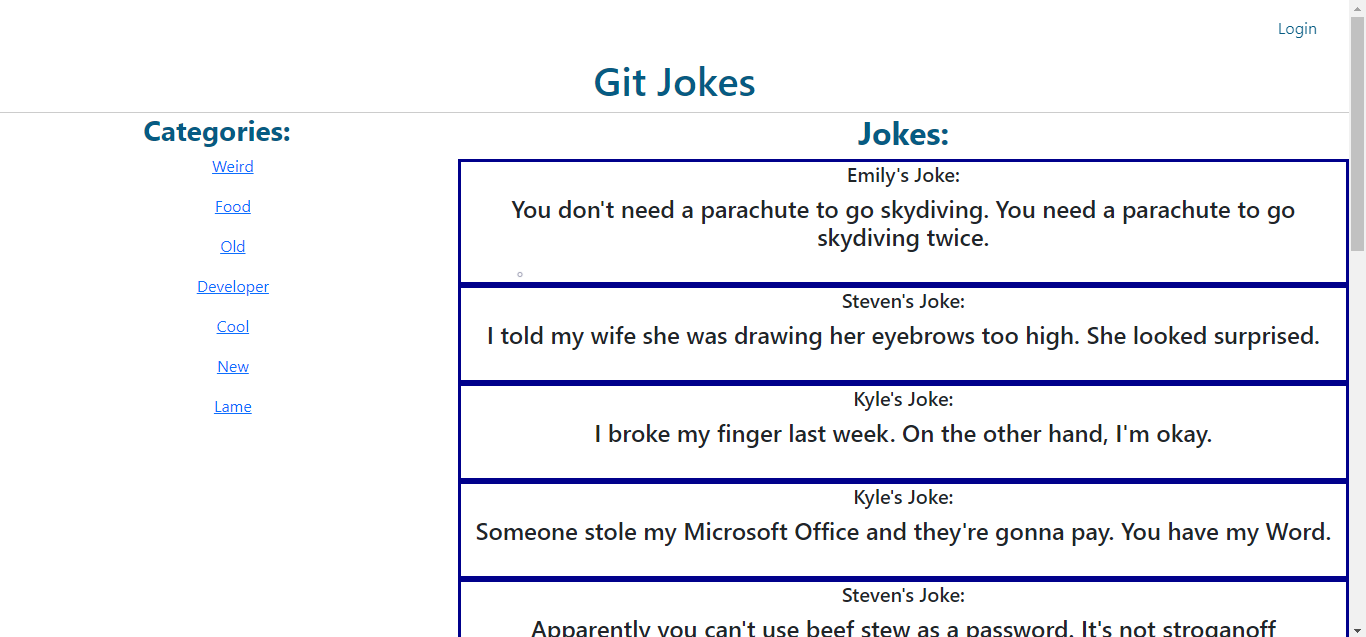 Login
Git Jokes
Categories:
Weird
Food
Old
Developer
Cool
New
Lame
Jokes:
Emily's Joke:
You don't need a parachute to go skydiving. You need a parachute to go
skydiving twice.
Steven's Joke:
I told my wife she was drawing her eyebrows too high. She looked surprised.
Kyle's Joke:
I broke my finger last week. On the other hand, I'm okay.
Kyle's Joke:
Someone stole my Microsoft Office and they're gonna pay. You have my Word.
Steven's Joke:
Apparently you can't use beef stew as a password. It's not stroganoff